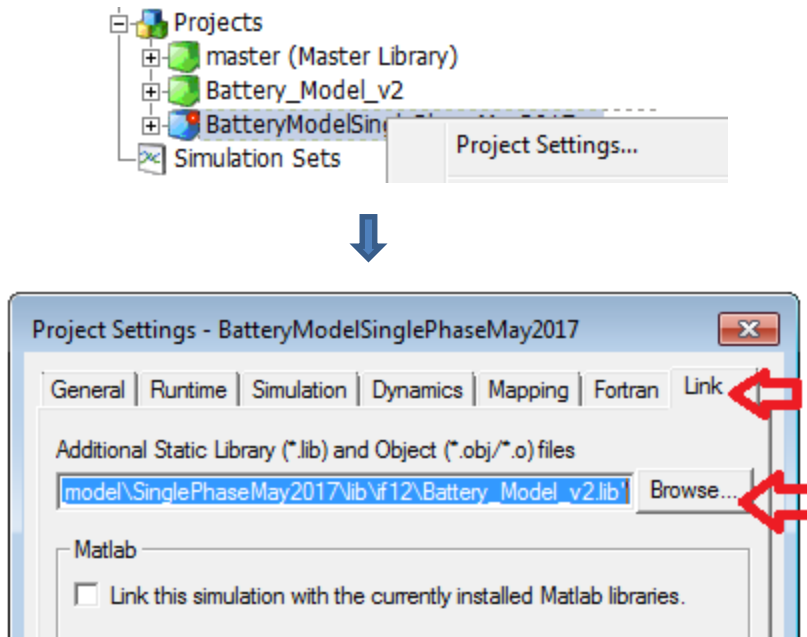 Projects
master (Master Library)
Battery_Model_v2
BatteryModelSing
Project Settings...
Simulation Sets
Project Settings - BatteryModelSinglePhaseMay2017
General Runtime Simulation Dynamics Mapping Fortran Link
Additional Static Library (*.lib) and Object (*.obj/*.o) files
model\SinglePhaseMay2017\lib\if12\Battery_Model_v2.lib" Browse...
Matlab
Link this simulation with the currently installed Matlab libraries.